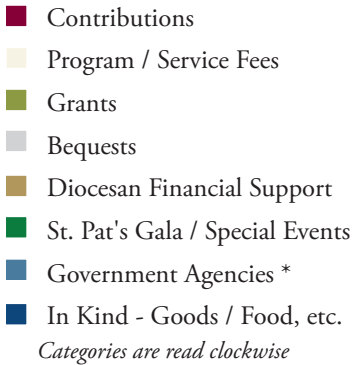 Contributions
Program / Service Fees
Grants
Bequests
Diocesan Financial Support
St. Pat's Gala / Special Events
Government Agencies *
In Kind - Goods / Food, etc.
Categories are read clockwise